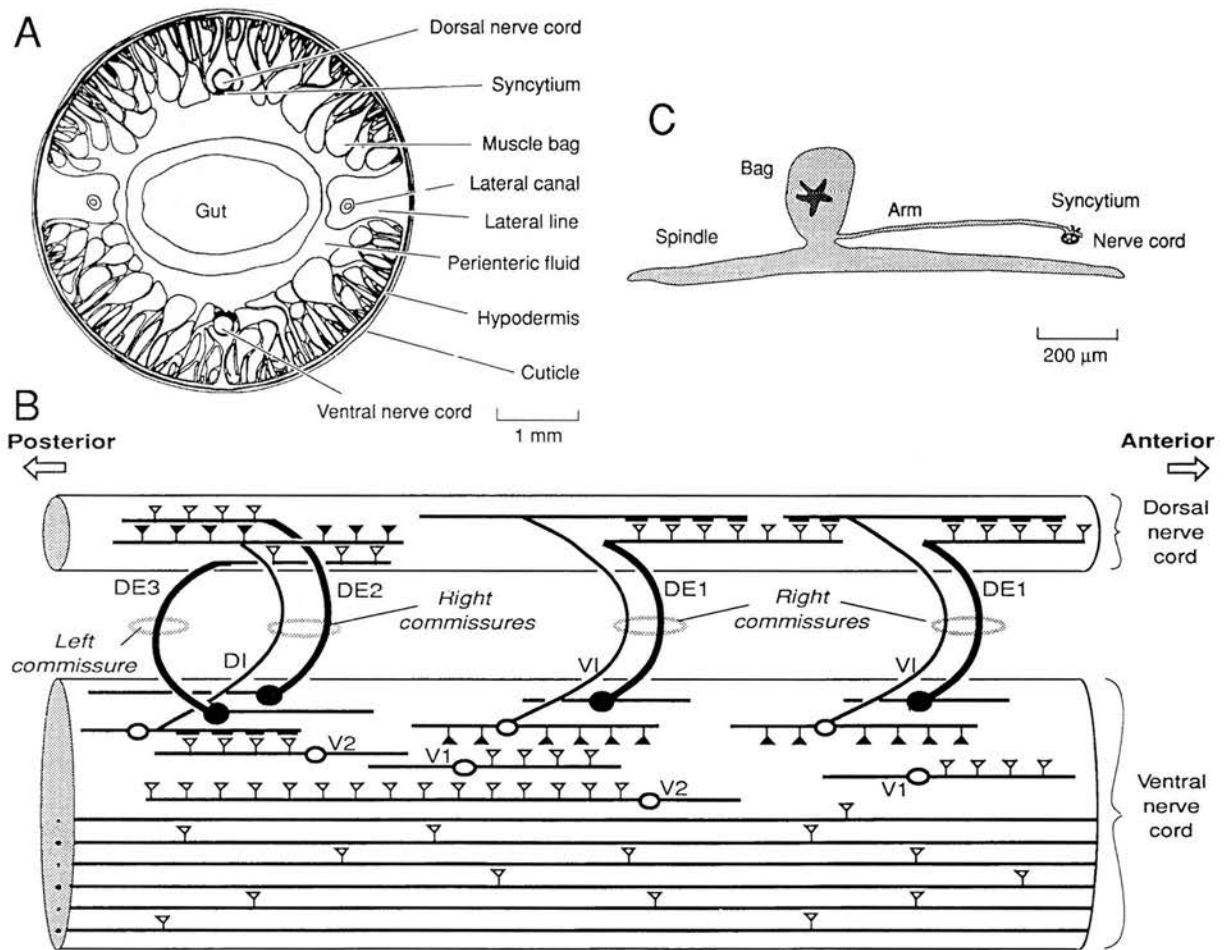 A
Dorsal nerve cord
Syncytium
Muscle bag
Lateral canal
Lateral line
Perienteric fluid
Hypodermis
Cuticle
Ventral nerve cord
Gut
1 mm
C
Bag
Arm
Syncytium
Spindle
Nerve cord
200 µm
B
Posterior
Anterior
Dorsal
nerve
cord
DE3
DE2
DE1
DE1
Right
commissures
Right
commissures
Left
commissure
DI
VI
VI
V2
V1
V1
V2
Ventral
nerve
cord